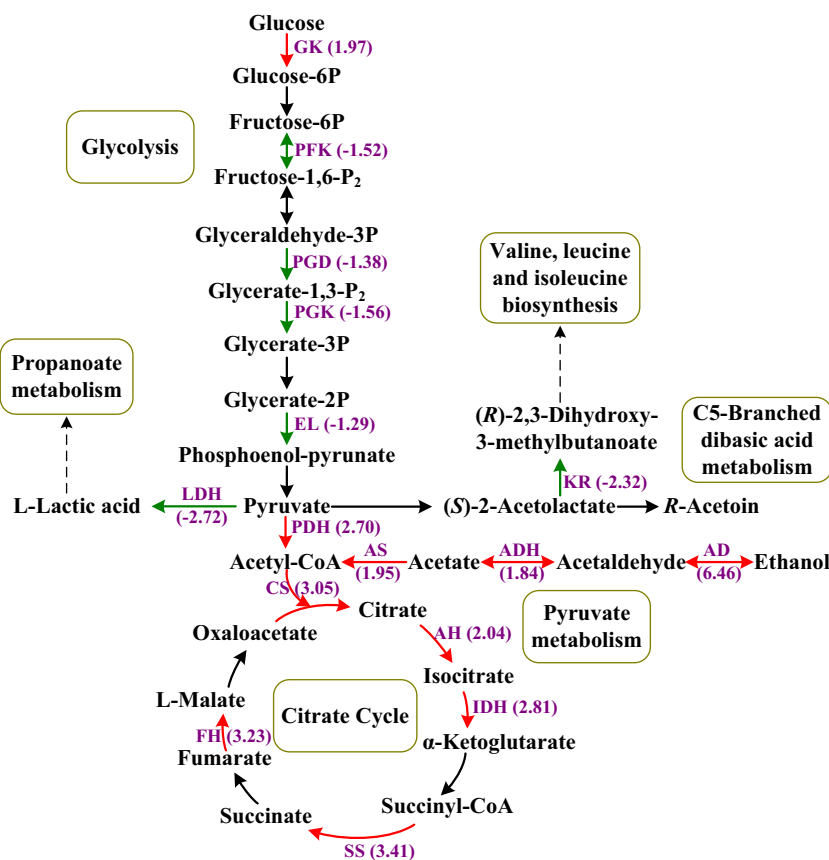 Glucose
GK (1.97)
Glucose-6P
Fructose-6P
Glycolysis
PFK (-1.52)
Fructose-1,6-P2
Glyceraldehyde-3P
PGD (-1.38)
Glycerate-1,3-P2
PGK (-1.56)
Glycerate-3P
Valine, leucine
and isoleucine
biosynthesis
Propanoate
metabolism
Glycerate-2P
EL (-1.29)
Phosphoenol-pyrunate
(R)-2,3-Dihydroxy-
3-methylbutanoate
C5-Branched
dibasic acid
metabolism
KR (-2.32)
L-Lactic acid
LDH
(-2.72)
Pyruvate
(S)-2-Acetolactate
R-Acetoin
PDH (2.70)
Acetyl-CoA
AS
(1.95)
Acetate
ADH
(1.84)
Acetaldehyde
AD
(6.46)
Ethanol
CS (3.05)
Citrate
Oxaloacetate
AH (2.04)
Pyruvate
metabolism
Isocitrate
L-Malate
Citrate Cycle
IDH (2.81)
FH (3.23)
α-Ketoglutarate
Fumarate
Succinate
Succinyl-CoA
SS (3.41)